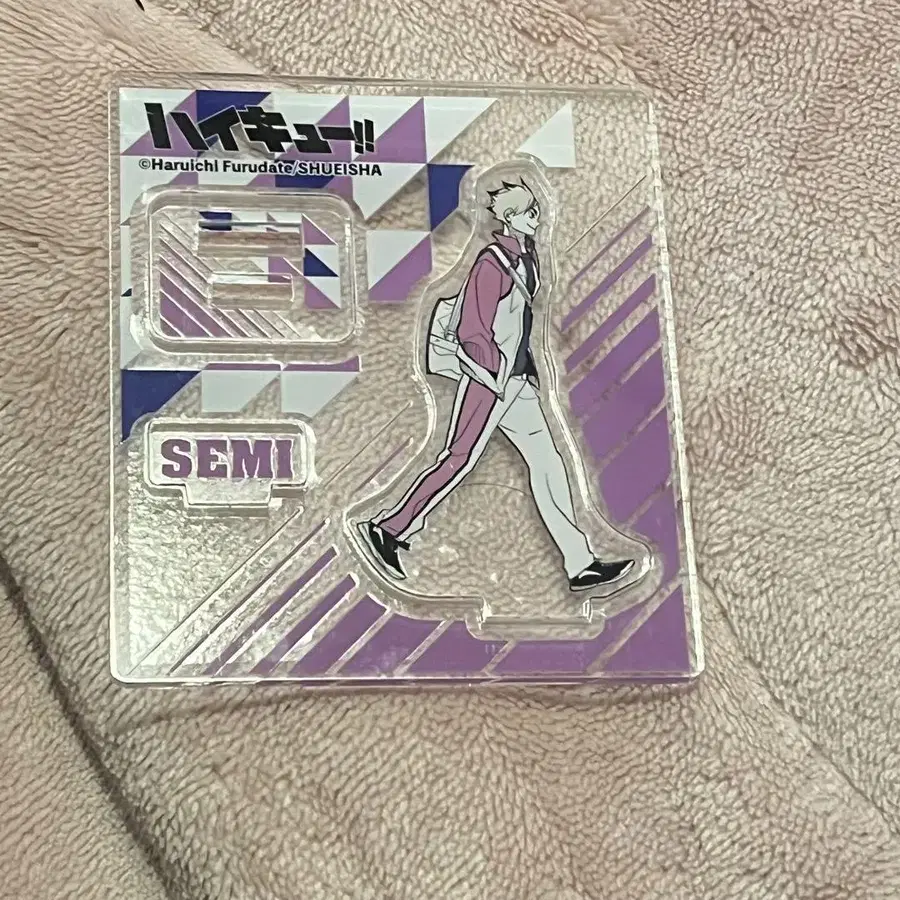 ハイキュー!!
©Haruichi Furudate/SHUEISHA
SEMI